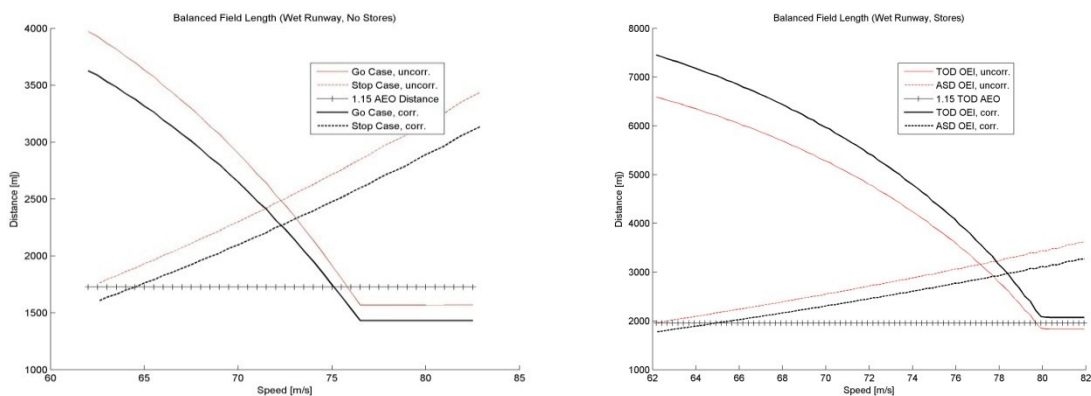 Balanced Field Length (Wet Runway, No Stores)
4000
3500
3000
2500
2000
1500
1000
Distance [m]
60
65
70
75
80
85
Speed [m/s]
Go Case, uncorr.
Stop Case, uncorr.
1.15 AEO Distance
Go Case, corr.
Stop Case, corr.
Balanced Field Length (Wet Runway, Stores)
8000
7000
6000
5000
4000
3000
2000
1000
Distance [m]
62
64
66
68
70
72
74
76
78
80
82
Speed [m/s]
TOD OEI, uncorr.
ASD OEI, uncorr.
1.15 TOD AEO
TOD OEI, corr.
ASD OEI, corr.